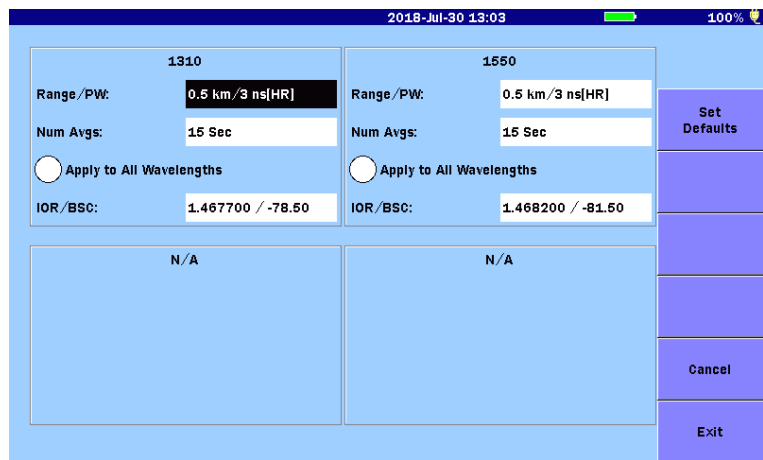 2018-Jul-30 13:03 100%
1310
Range/PW: 0.5 km/3 ns[HR]
Num Avgs: 15 Sec
Apply to All Wavelengths
IOR/BSC: 1.467700 / -78.50
1550
Range/PW: 0.5 km/3 ns[HR]
Num Avgs: 15 Sec
Apply to All Wavelengths
IOR/BSC: 1.468200 / -81.50
N/A
N/A
Set
Defaults
Cancel
Exit